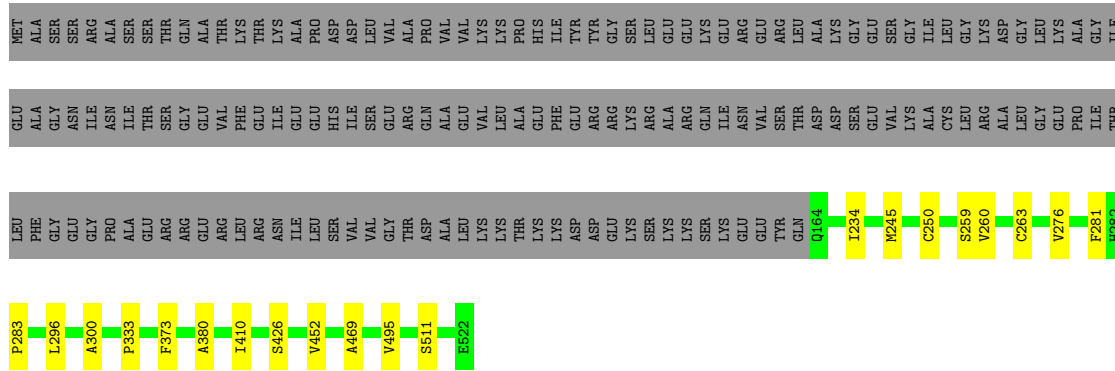 MET ALA SER SER ARG ALA SER SER THR GLN ALA THR LYS THR LYS ALA PRO ASP ASP LEU VAL ALA PRO VAL VAL LYS LYS PRO HIS ILE TYR TYR GLY SER LEU GLU GLU LYS GLU ARG GLU ARG LEU ALA LYS GLY GLU SER GLY ILE LEU GLY LYS ASP GLY LEU LYS ALA GLY ILE
GLU ALA GLY ASN ILE ASN ILE THR SER GLY GLU VAL PHE GLU ILE GLU GLU HIS ILE SER GLU ARG GLN ALA GLU VAL LEU ALA GLU PHE GLU ARG ARG LYS ARG ALA ARG GLN ILE ASN VAL SER THR ASP ASP SER GLU VAL LYS ALA CYS LEU ARG ALA LEU GLY GLU PRO ILE THR
LEU PHE GLY GLU GLY PRO ALA GLU ARG ARG GLU ARG LEU ARG ASN ILE LEU SER VAL VAL GLY THR ASP ALA LEU LYS LYS THR LYS LYS ASP ASP GLU LYS SER LYS LYS SER LYS GLU GLU TYR GLN Q164 I234 M245 C250 S259 V260 C263 V276 F281 H282
P283 L296 A300 P333 F373 A380 I410 S426 V452 A469 V495 S511 E522